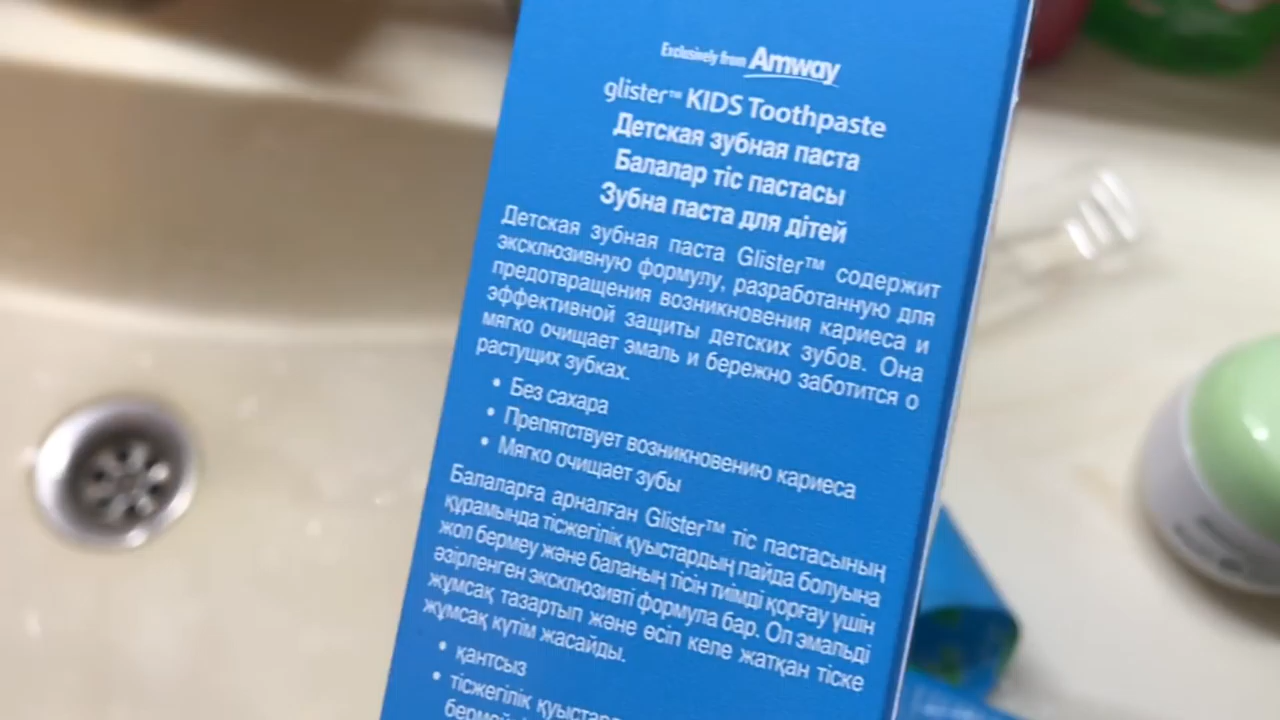 Exclusively from Amway
glister™ KIDS Toothpaste
Детская зубная паста
Балалар тіс пастасы
Зубна паста для дітей
Детская зубная паста Glister™ содержит
эксклюзивную формулу, разработанную для
предотвращения возникновения кариеса и
эффективной защиты детских зубов. Она
мягко очищает эмаль и бережно заботится о
растущих зубках.
• Без сахара
• Препятствует возникновению кариеса
• Мягко очищает зубы
Балаларға арналған Glister™ тіс пастасының
құрамында тісжегілік қуыстардың пайда болуына
жол бермеу және баланың тісін тиімді қорғау үшін
әзірленген эксклюзивті формула бар. Ол эмальді
жұмсақ тазартып және өсіп келе жатқан тіске
жұмсақ күтім жасайды.
• қантсыз
• тісжегілік қуыстард